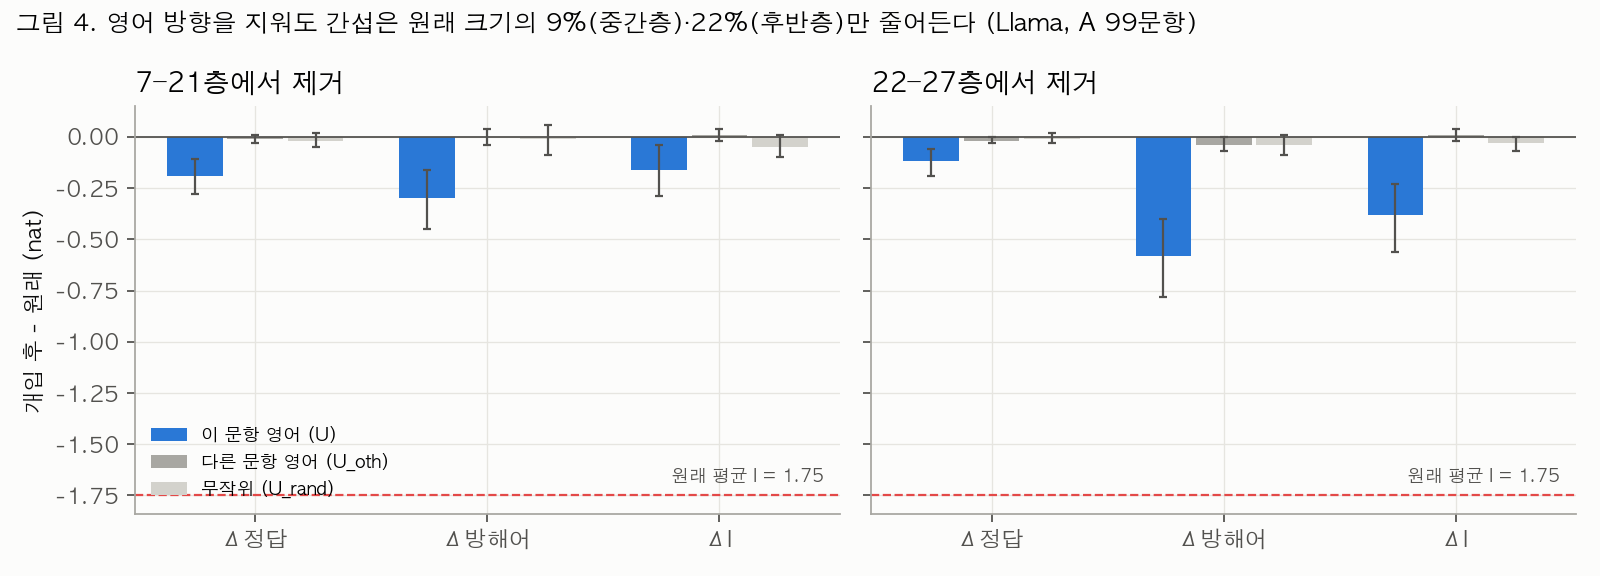 그림 4. 영어 방향을 지워도 간섭은 원래 크기의 9%(중간층)·22%(후반층)만 줄어든다 (Llama, A 99문항)
7–21층에서 제거
22–27층에서 제거
개입 후 - 원래 (nat)
0.00
-0.25
-0.50
-0.75
-1.00
-1.25
-1.50
-1.75
이 문항 영어 (U)
다른 문항 영어 (U_oth)
무작위 (U_rand)
원래 평균 I = 1.75
원래 평균 I = 1.75
Δ 정답
Δ 방해어
Δ I
Δ 정답
Δ 방해어
Δ I